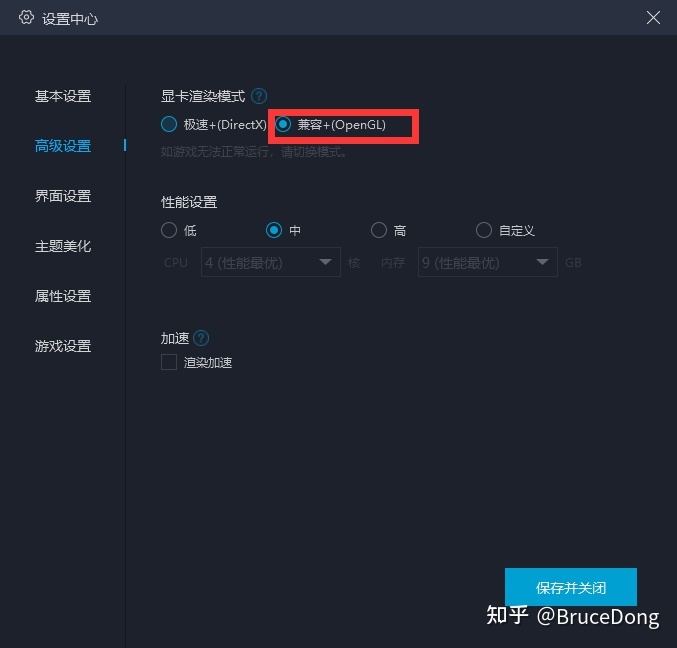 设置中心
基本设置
高级设置
界面设置
主题美化
属性设置
游戏设置
显卡渲染模式 ?
极速+(DirectX) 兼容+(OpenGL)
如游戏无法正常运行，请切换模式。
性能设置
低 中 高 自定义
CPU 4 (性能最优) 核 内存 9 (性能最优) GB
加速 ?
渲染加速
保存并关闭
知乎 @BruceDong